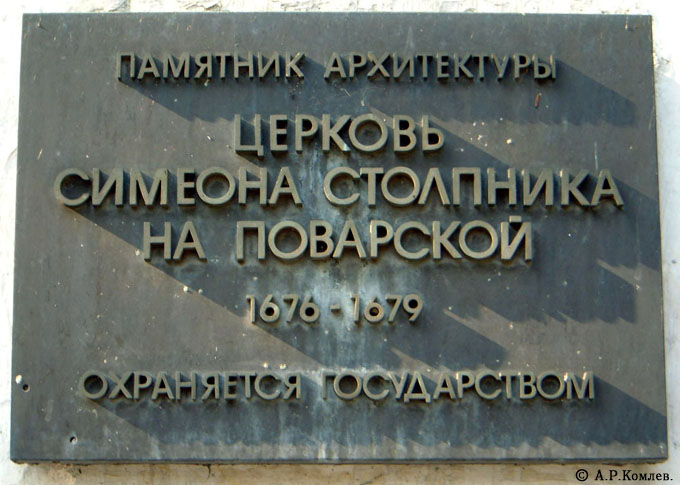 ПАМЯТНИК АРХИТЕКТУРЫ
ЦЕРКОВЬ
СИМЕОНА СТОЛПНИКА
НА ПОВАРСКОЙ
1676 - 1679
ОХРАНЯЕТСЯ ГОСУДАРСТВОМ
© А.Р.Комлев.